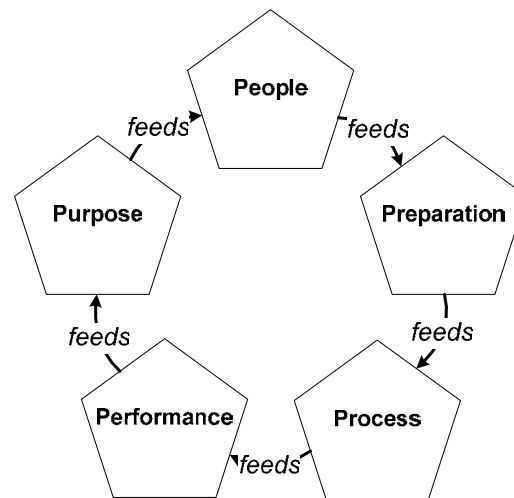 People
feeds
feeds
Purpose
Preparation
feeds
feeds
Performance
Process
feeds